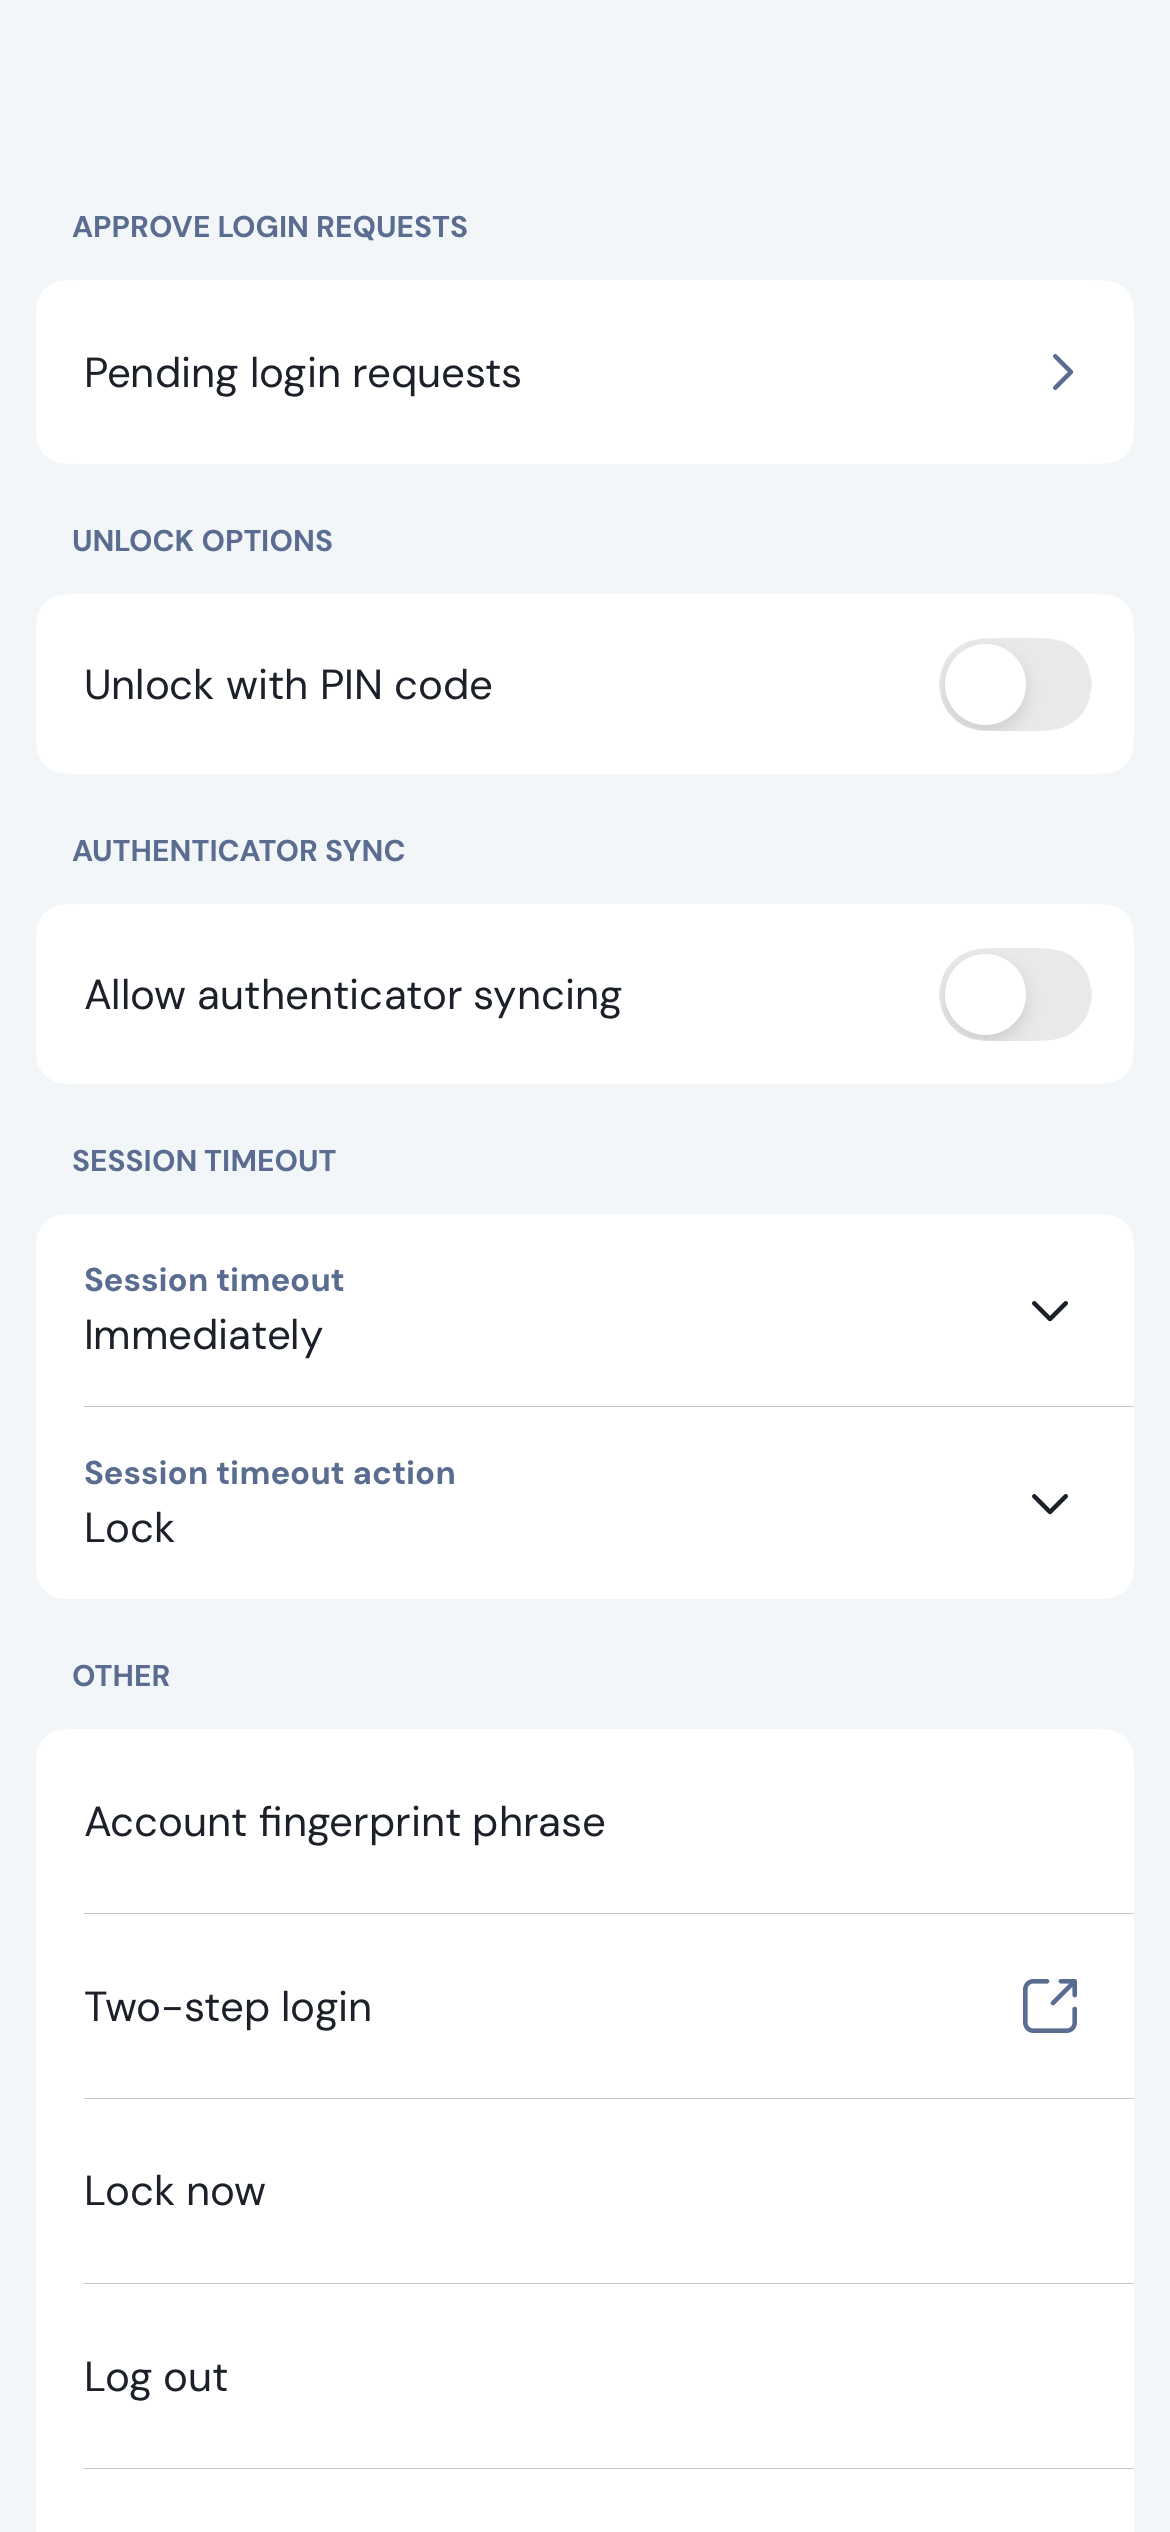 APPROVE LOGIN REQUESTS
Pending login requests
UNLOCK OPTIONS
Unlock with PIN code
AUTHENTICATOR SYNC
Allow authenticator syncing
SESSION TIMEOUT
Session timeout
Immediately
Session timeout action
Lock
OTHER
Account fingerprint phrase
Two-step login
Lock now
Log out